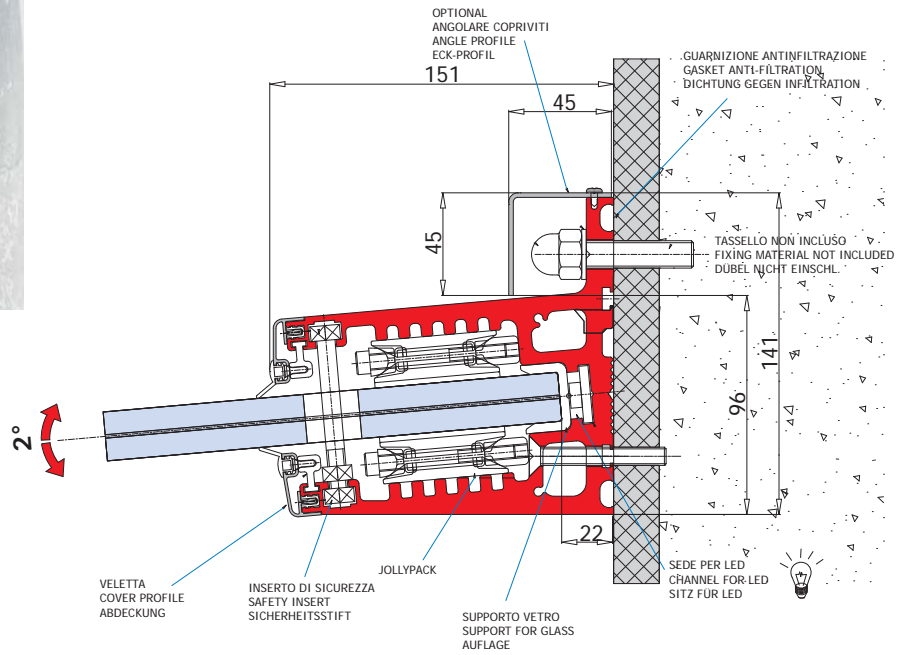 OPTIONAL
ANGOLARE COPRIVITI
ANGLE PROFILE
ECK-PROFIL
GUARNIZIONE ANTINFILTRAZIONE
GASKET ANTI-FILTRATION
DICHTUNG GEGEN INFILTRATION
151
45
45
TASSELLO NON INCLUSO
FIXING MATERIAL NOT INCLUDED
DÜBEL NICHT EINSCHL.
141
96
2°
22
VELETTA
COVER PROFILE
ABDECKUNG
INSERTO DI SICUREZZA
SAFETY INSERT
SICHERHEITSSTIFT
JOLLYPACK
SUPPORTO VETRO
SUPPORT FOR GLASS
AUFLAGE
SEDE PER LED
CHANNEL FOR LED
SITZ FÜR LED